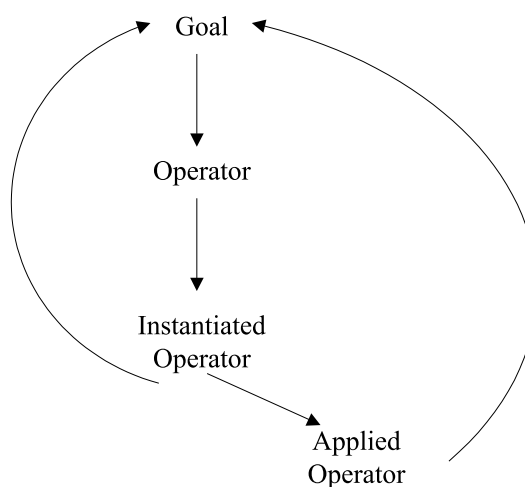 Goal
Operator
Instantiated
Operator
Applied
Operator